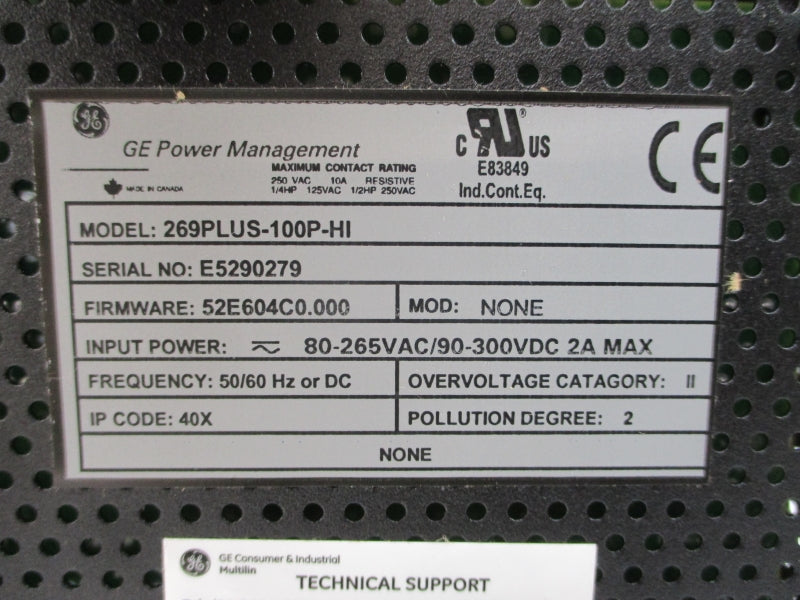 GE Power Management
MAXIMUM CONTACT RATING
250 VAC 10A RESISTIVE
1/4HP 125VAC 1/2HP 250VAC
MADE IN CANADA
C RU US
E83849
Ind.Cont.Eq.
CE
MODEL: 269PLUS-100P-HI
SERIAL NO: E5290279
FIRMWARE: 52E604C0.000 MOD: NONE
INPUT POWER: 80-265VAC/90-300VDC 2A MAX
FREQUENCY: 50/60 Hz or DC OVERVOLTAGE CATAGORY: II
IP CODE: 40X POLLUTION DEGREE: 2
NONE
GE Consumer & Industrial
Multilin
TECHNICAL SUPPORT